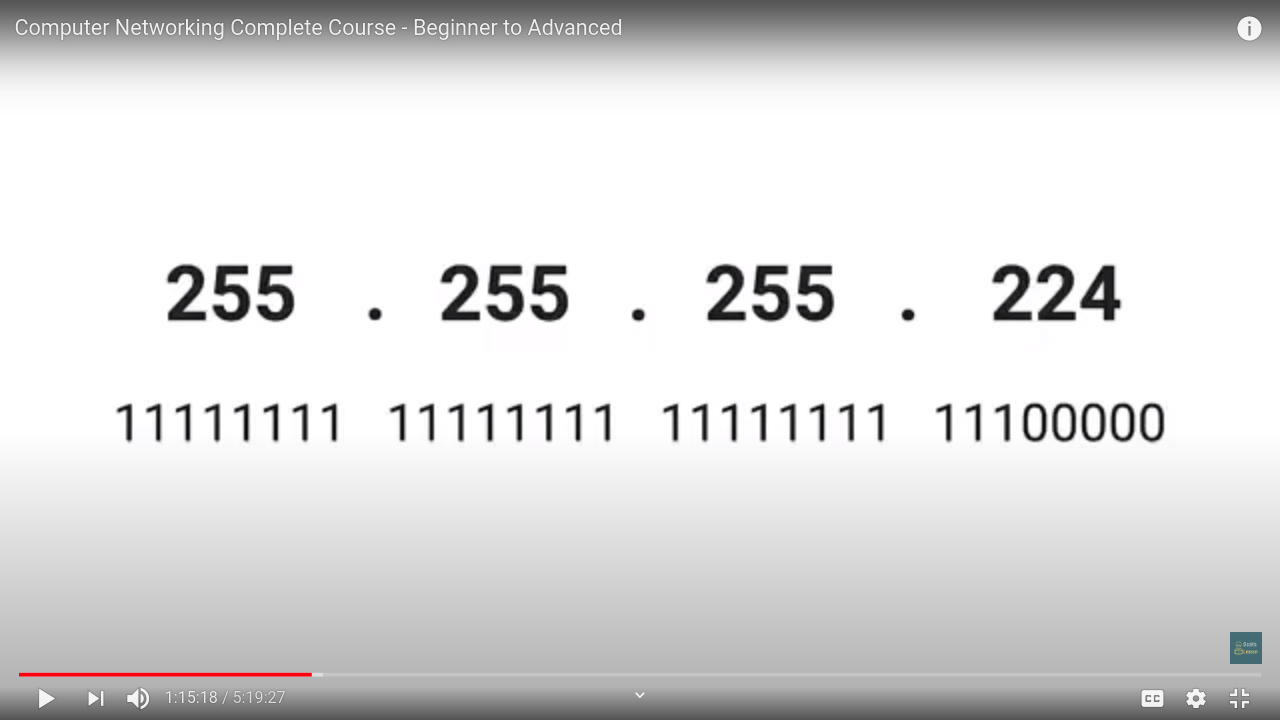 Computer Networking Complete Course - Beginner to Advanced
255 . 255 . 255 . 224
11111111 11111111 11111111 11100000
1:15:18 / 5:19:27
CC